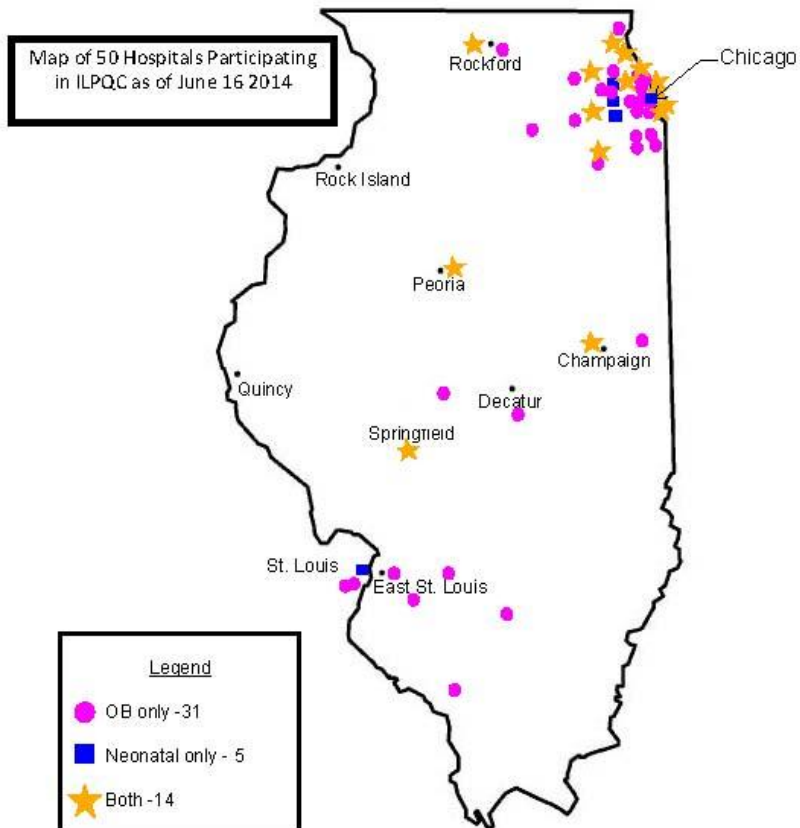 Map of 50 Hospitals Participating
in ILPQC as of June 16 2014
Chicago
Rockford
Rock Island
Peoria
Champaign
Quincy
Decatur
Springfield
St. Louis
East St. Louis
Legend
OB only -31
Neonatal only - 5
Both -14